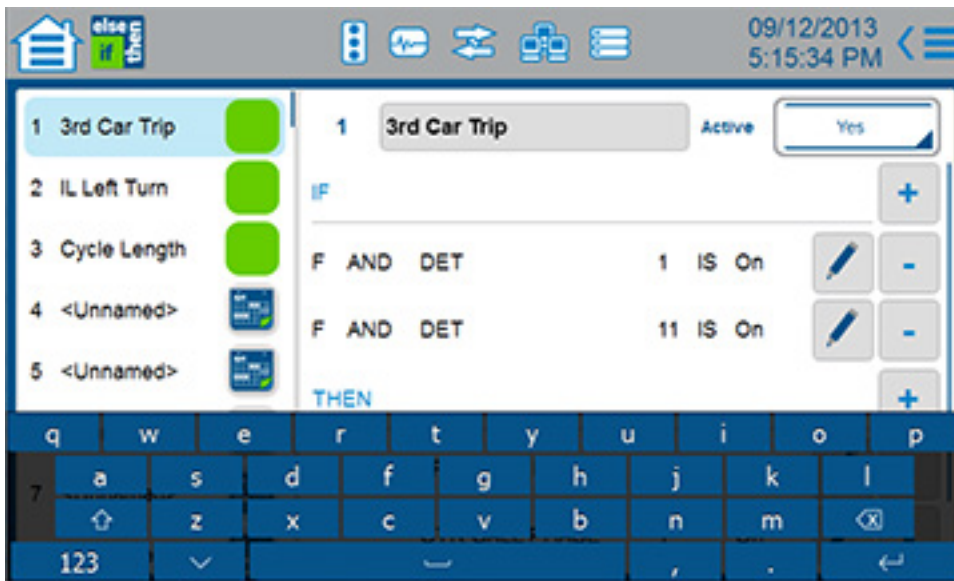 else if then
09/12/2013
5:15:34 PM
1 3rd Car Trip
2 IL Left Turn
3 Cycle Length
4 <Unnamed>
5 <Unnamed>
1 3rd Car Trip Active Yes
IF +
F AND DET 1 IS On -
F AND DET 11 IS On -
THEN +
q w e r t y u i o p
7
a s d f g h j k l
z x c v b n m
123 , .